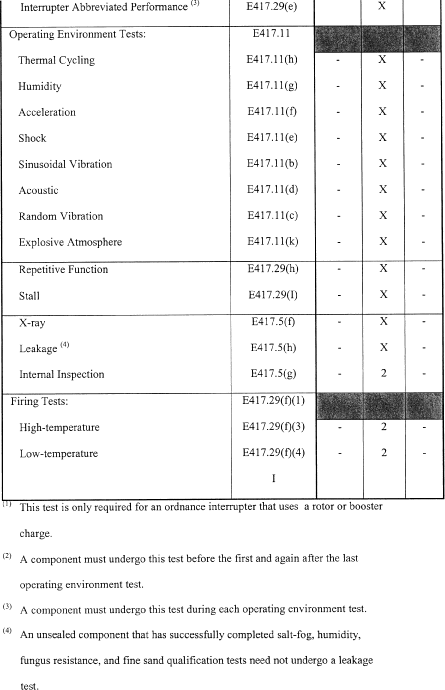 Interrupter Abbreviated Performance (3) E417.29(e) X
Operating Environment Tests: E417.11
Thermal Cycling E417.11(h) - X -
Humidity E417.11(g) - X -
Acceleration E417.11(f) - X -
Shock E417.11(e) - X -
Sinusoidal Vibration E417.11(b) - X -
Acoustic E417.11(d) - X -
Random Vibration E417.11(c) - X -
Explosive Atmosphere E417.11(k) - X -
Repetitive Function E417.29(h) - X -
Stall E417.29(I) - X -
X-ray E417.5(f) - X -
Leakage (4) E417.5(h) - X -
Internal Inspection E417.5(g) - 2 -
Firing Tests: E417.29(f)(1)
High-temperature E417.29(f)(3) - 2 -
Low-temperature E417.29(f)(4) - 2 -
I
(1) This test is only required for an ordnance interrupter that uses a rotor or booster
charge.
(2) A component must undergo this test before the first and again after the last
operating environment test.
(3) A component must undergo this test during each operating environment test.
(4) An unsealed component that has successfully completed salt-fog, humidity,
fungus resistance, and fine sand qualification tests need not undergo a leakage
test.